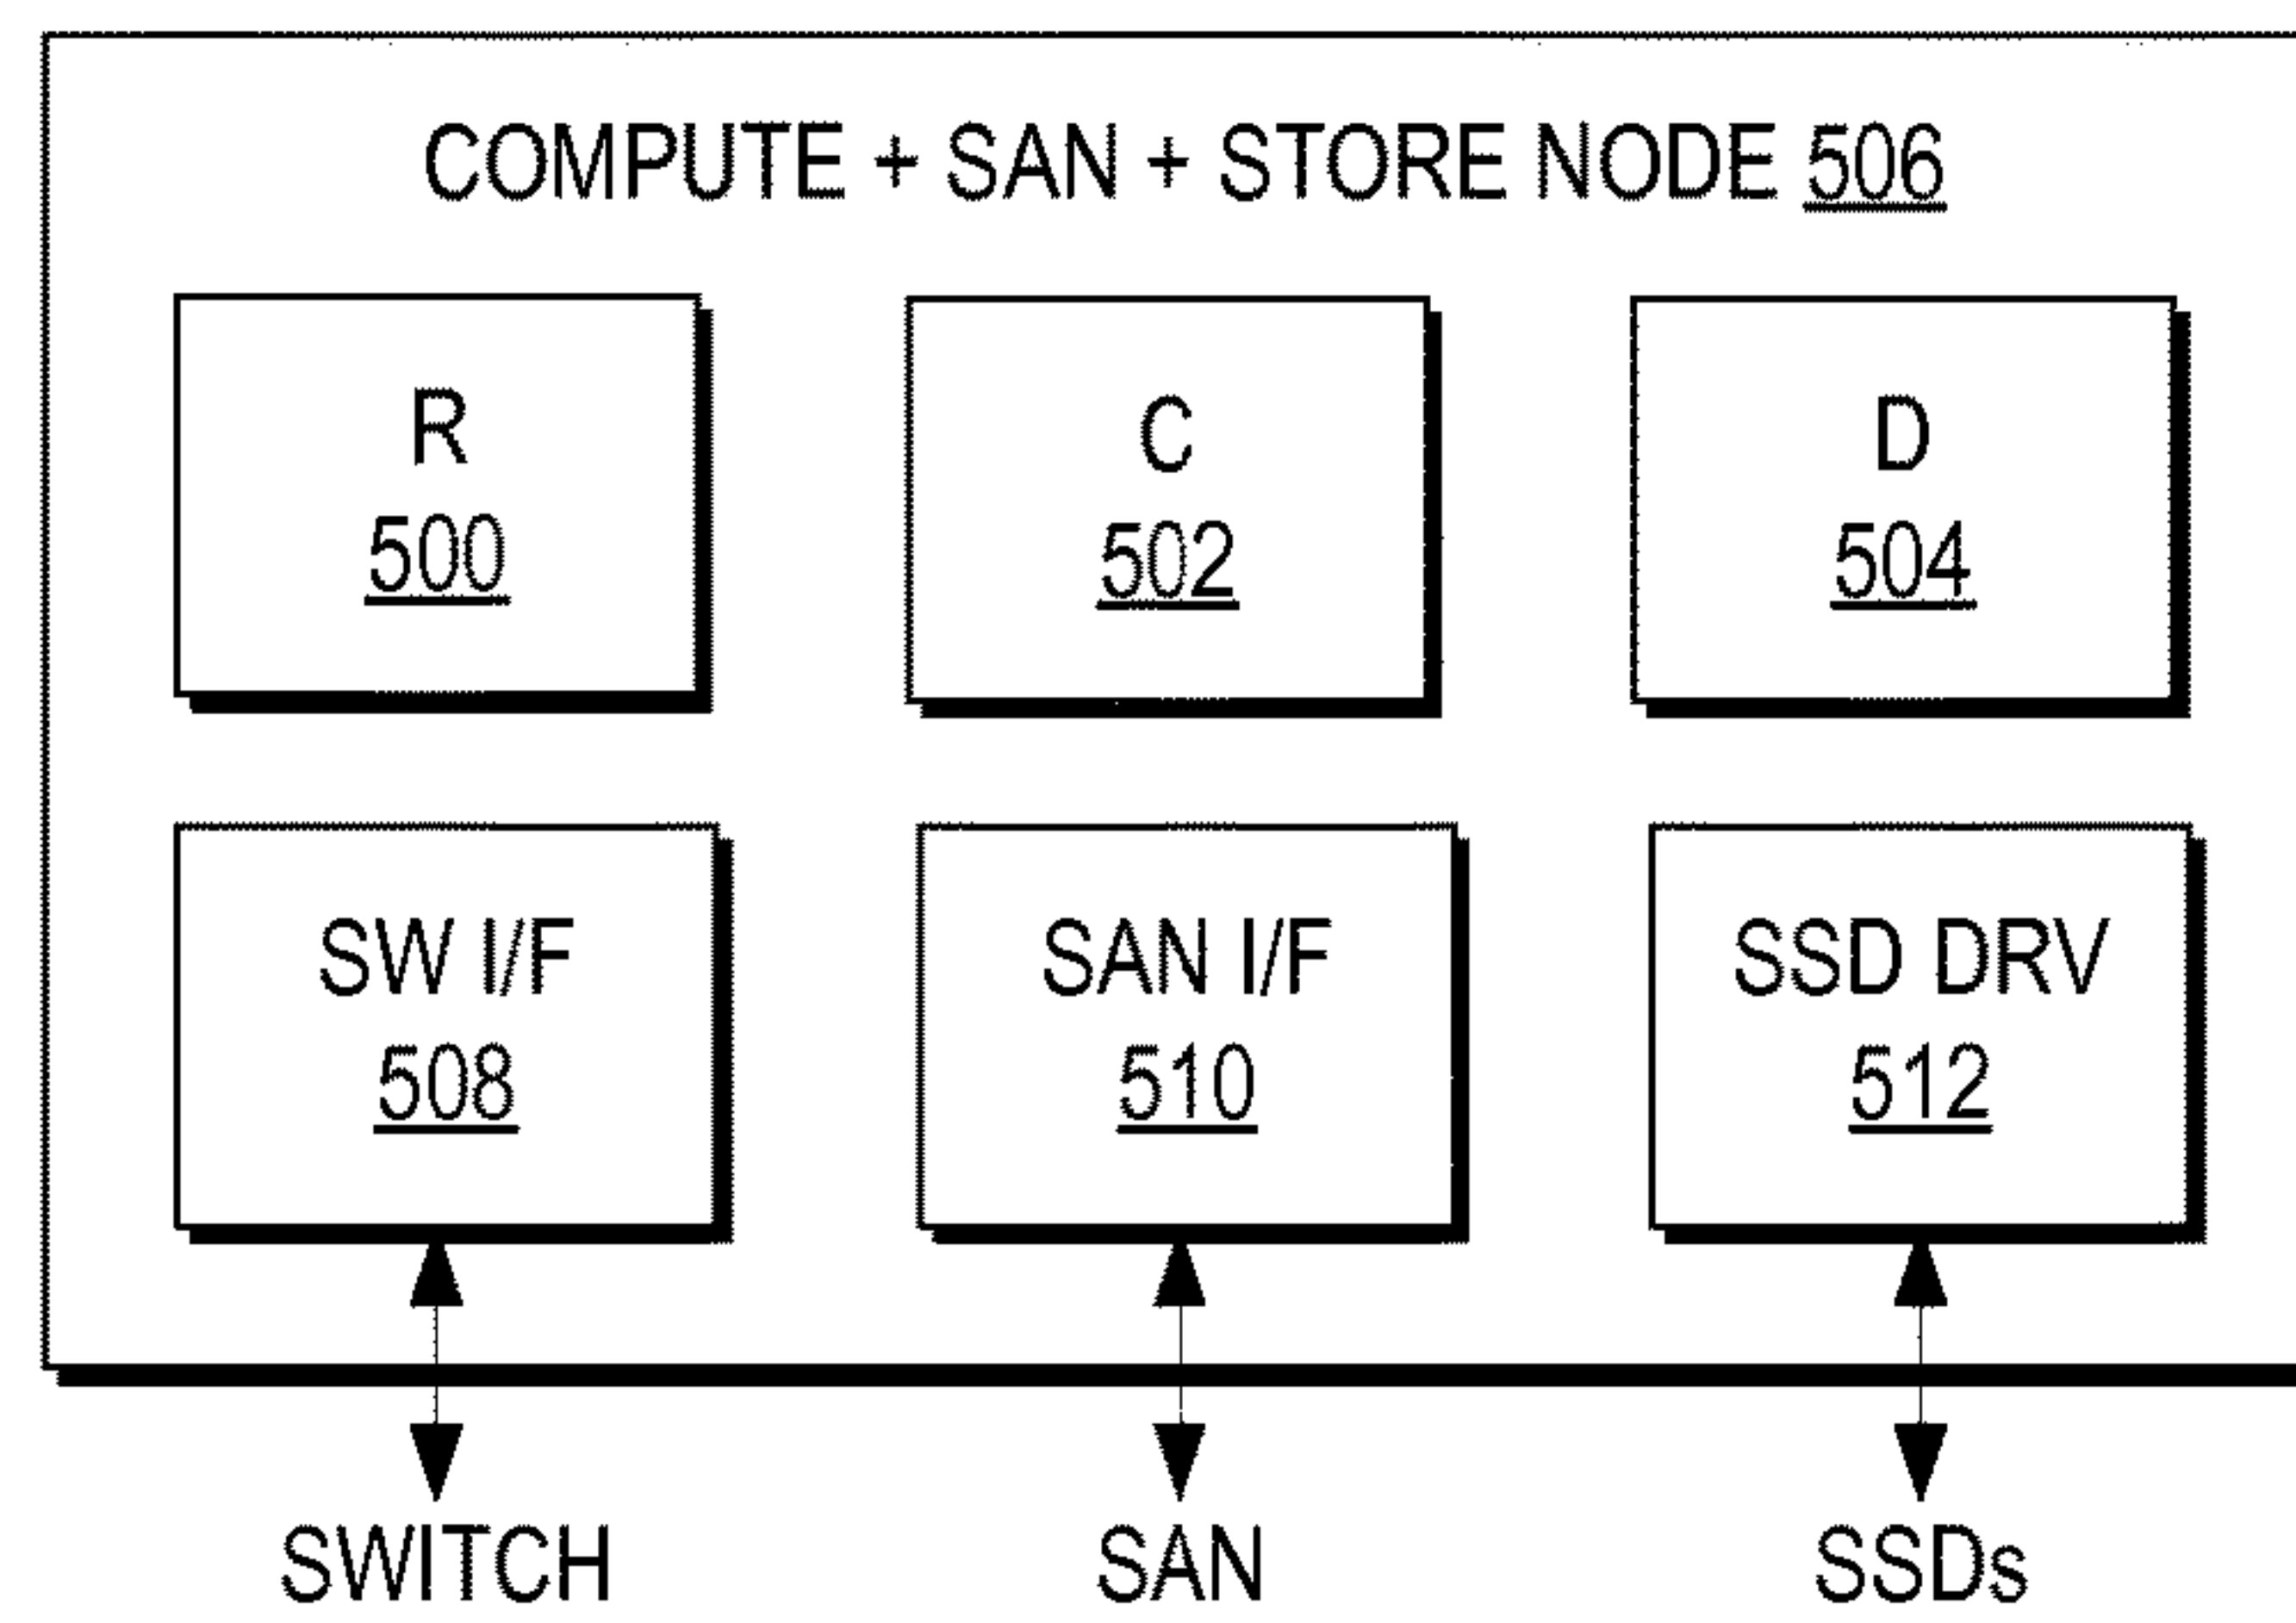 COMPUTE + SAN + STORE NODE 506
R
500
C
502
D
504
SW I/F
508
SAN I/F
510
SSD DRV
512
SWITCH
SAN
SSDs